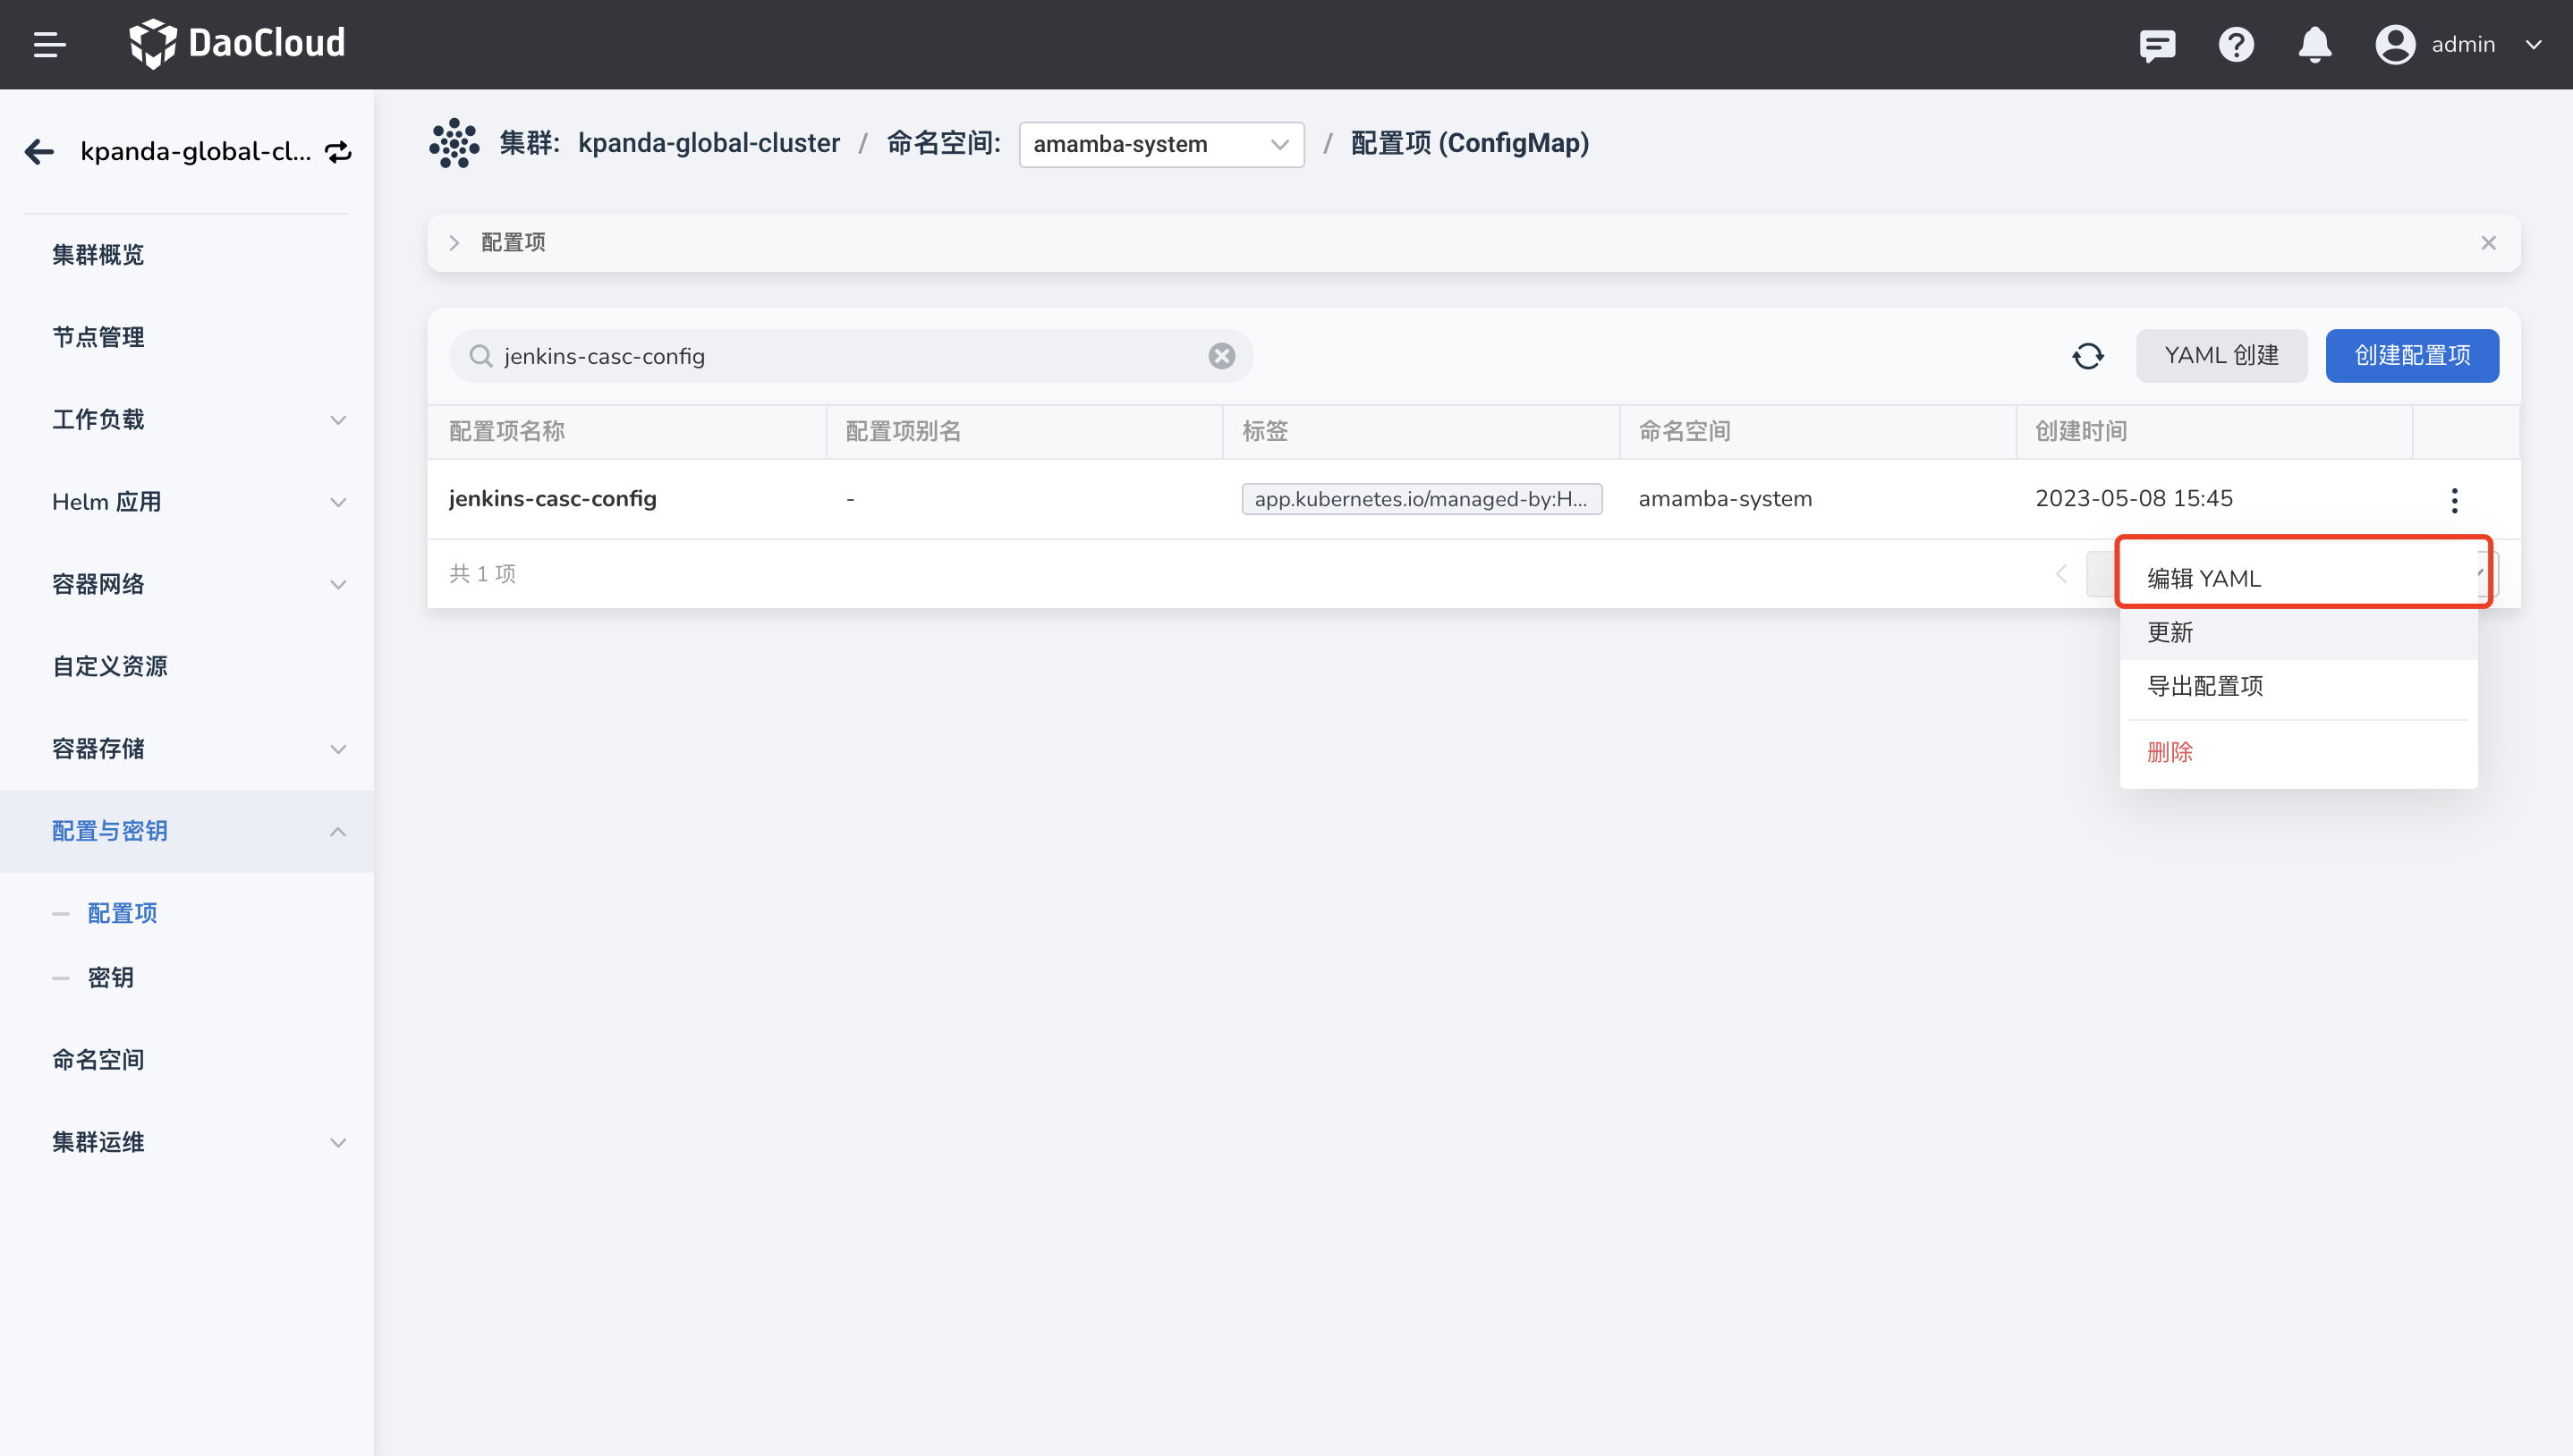 DaoCloud
admin
kpanda-global-cl...
集群概览
节点管理
工作负载
Helm 应用
容器网络
自定义资源
容器存储
配置与密钥
配置项
密钥
命名空间
集群运维
集群: kpanda-global-cluster / 命名空间: amamba-system / 配置项 (ConfigMap)
配置项
jenkins-casc-config
YAML 创建
创建配置项
配置项名称 配置项别名 标签 命名空间 创建时间
jenkins-casc-config - app.kubernetes.io/managed-by:H... amamba-system 2023-05-08 15:45
共 1 项
编辑 YAML
更新
导出配置项
删除